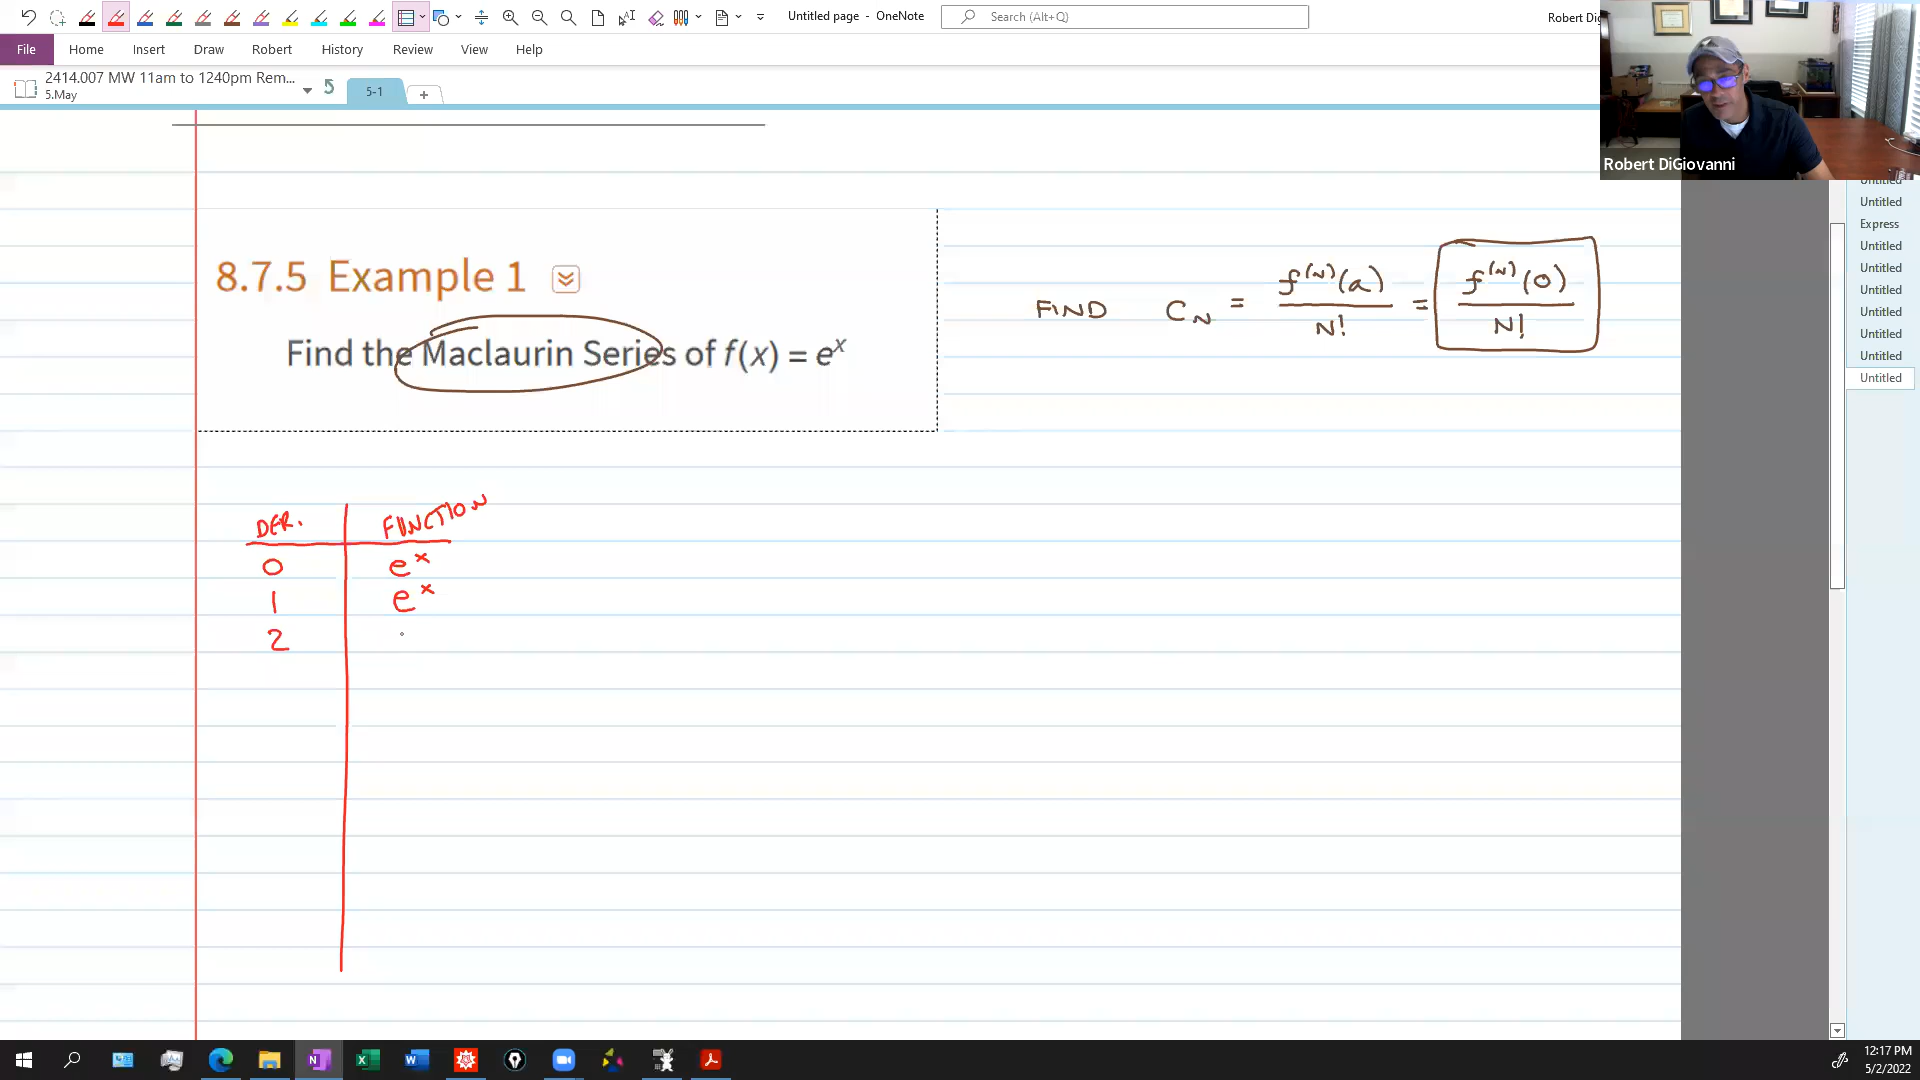 Untitled page - OneNote
Search (Alt+Q)
File Home Insert Draw Robert History Review View Help
Robert DiGiovanni
2414.007 MW 11am to 1240pm Rem...
5.May
5-1
Untitled
Express
Untitled
Untitled
Untitled
Untitled
Untitled
Untitled
Untitled
8.7.5 Example 1
Find the Maclaurin Series of f(x) = e^x
FIND C_N = f^(N)(a) / N! = f^(N)(0) / N!
DER. FUNCTION
0 e^x
1 e^x
2
12:17 PM
5/2/2022